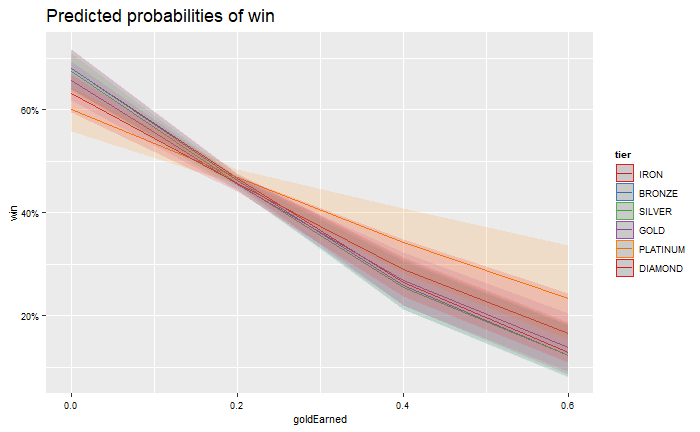 Predicted probabilities of win
60%
40%
20%
win
0.0 0.2 0.4 0.6
goldEarned
tier
IRON
BRONZE
SILVER
GOLD
PLATINUM
DIAMOND